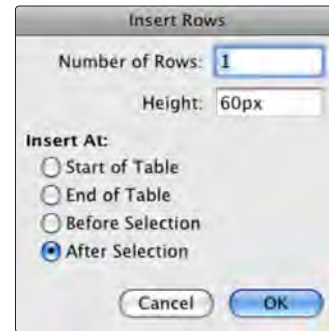 Insert Rows
Number of Rows: 1
Height: 60px
Insert At:
Start of Table
End of Table
Before Selection
After Selection
Cancel OK